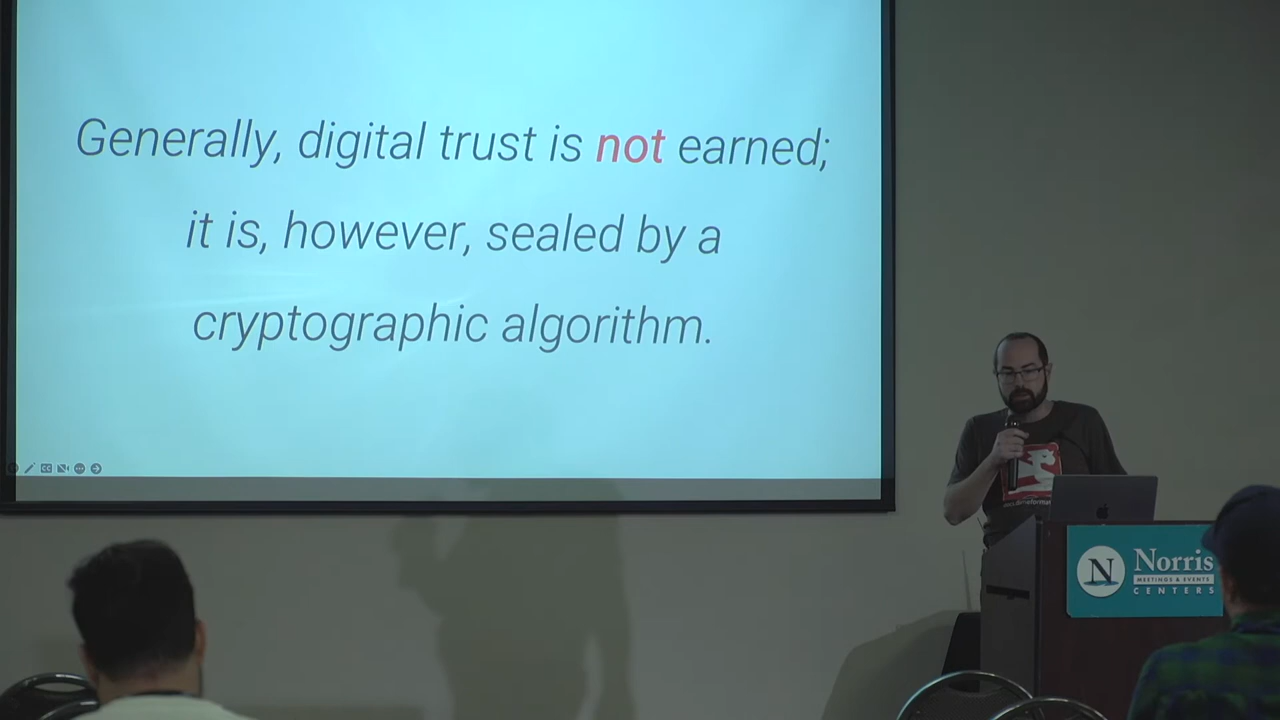 Generally, digital trust is not earned;
it is, however, sealed by a
cryptographic algorithm.
N
Norris
MEETINGS & EVENTS
CENTERS